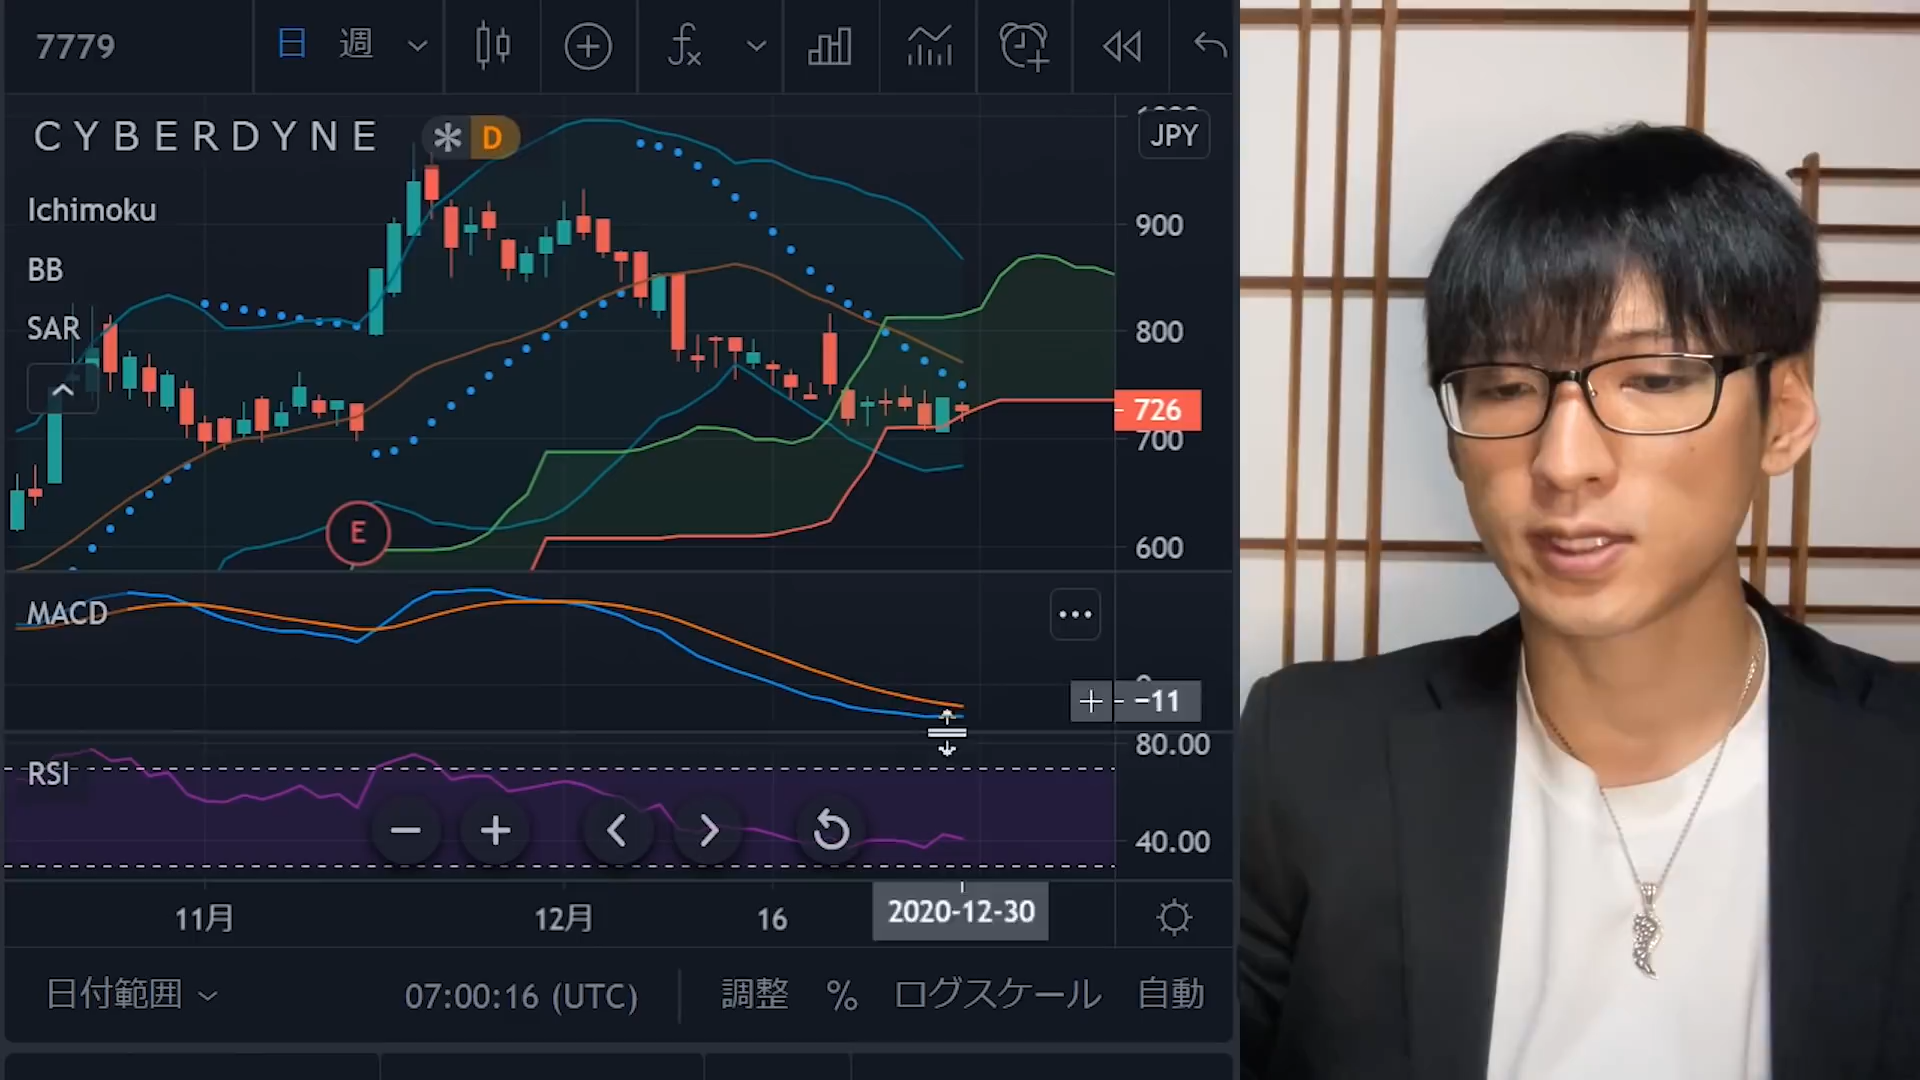 7779
日 週
CYBERDYNE
D
JPY
Ichimoku
BB
SAR
900
800
726
700
E
600
MACD
-11
80.00
RSI
40.00
11月 12月 16 2020-12-30
日付範囲 07:00:16 (UTC) 調整 % ログスケール 自動